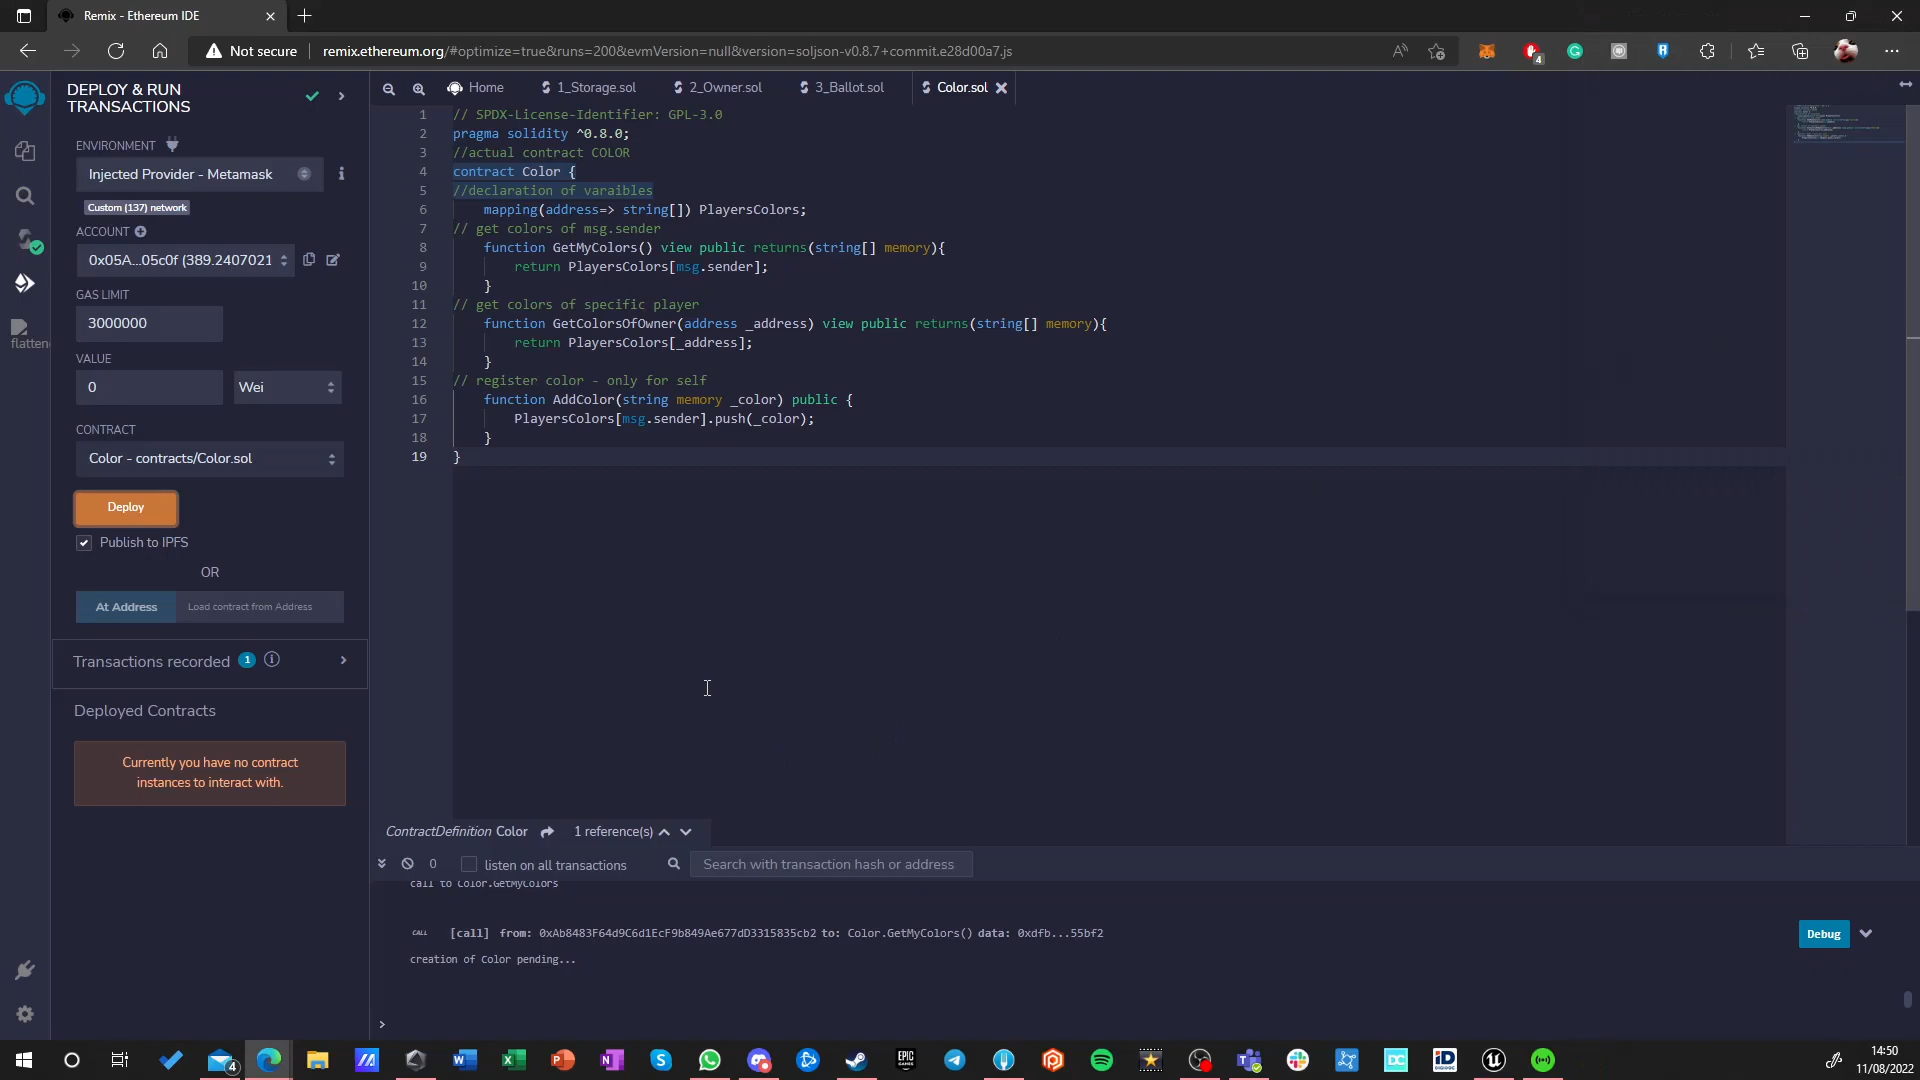 Remix - Ethereum IDE
Not secure
remix.ethereum.org/#optimize=true&runs=200&evmVersion=null&version=soljson-v0.8.7+commit.e28d00a7.js
4
DEPLOY & RUN
TRANSACTIONS
ENVIRONMENT
Injected Provider - Metamask
Custom (137) network
ACCOUNT
0x05A...05c0f (389.2407021
GAS LIMIT
3000000
VALUE
0
Wei
CONTRACT
Color - contracts/Color.sol
Deploy
Publish to IPFS
OR
At Address
Load contract from Address
Transactions recorded 1
Deployed Contracts
Currently you have no contract
instances to interact with.
flattene
Home
1_Storage.sol
2_Owner.sol
3_Ballot.sol
Color.sol
1 // SPDX-License-Identifier: GPL-3.0
2 pragma solidity ^0.8.0;
3 //actual contract COLOR
4 contract Color {
5 //declaration of varaibles
6 mapping(address=> string[]) PlayersColors;
7 // get colors of msg.sender
8 function GetMyColors() view public returns(string[] memory){
9 return PlayersColors[msg.sender];
10 }
11 // get colors of specific player
12 function GetColorsOfOwner(address _address) view public returns(string[] memory){
13 return PlayersColors[_address];
14 }
15 // register color - only for self
16 function AddColor(string memory _color) public {
17 PlayersColors[msg.sender].push(_color);
18 }
19 }
ContractDefinition Color
1 reference(s)
0
listen on all transactions
Search with transaction hash or address
call to Color.GetMyColors
CALL [call] from: 0xAb8483F64d9C6d1EcF9b849Ae677dD3315835cb2 to: Color.GetMyColors() data: 0xdfb...55bf2
Debug
creation of Color pending...
>
4
EPIC
GAMES
DC
iD
14:50
11/08/2022